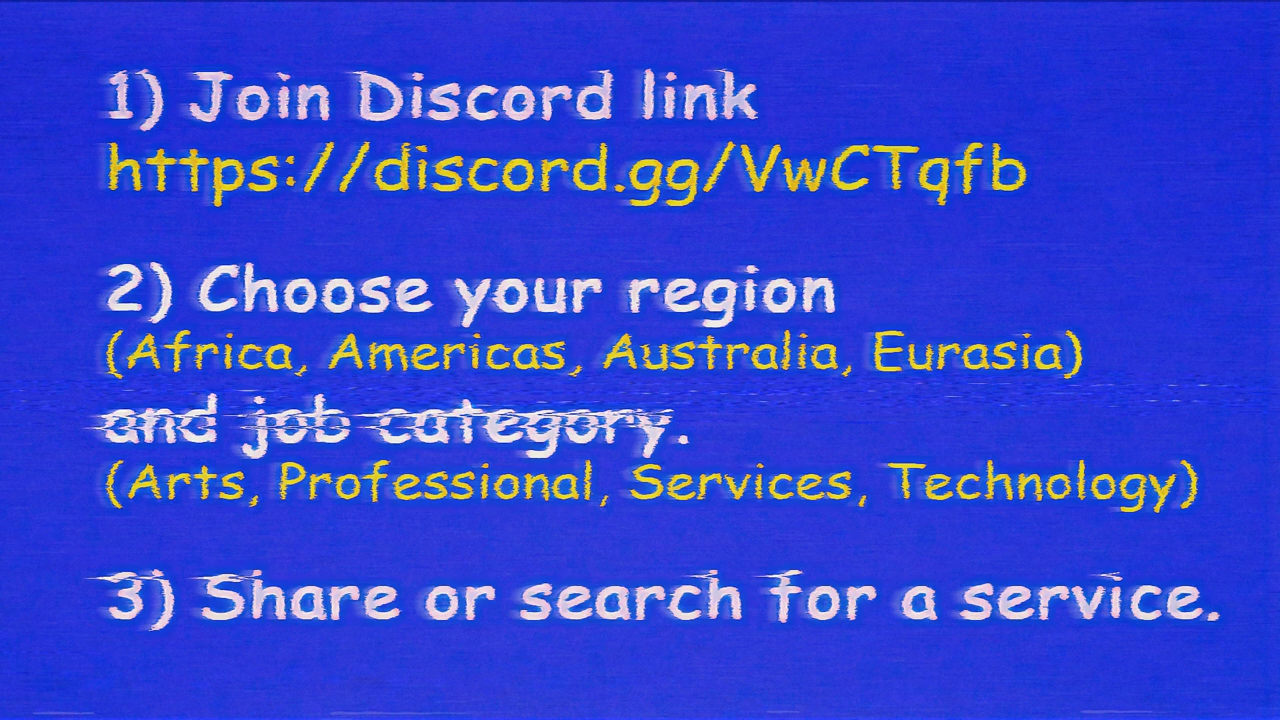 1) Join Discord link
https://discord.gg/VwCTqfb
2) Choose your region
(Africa, Americas, Australia, Eurasia)
and job category.
(Arts, Professional, Services, Technology)
3) Share or search for a service.